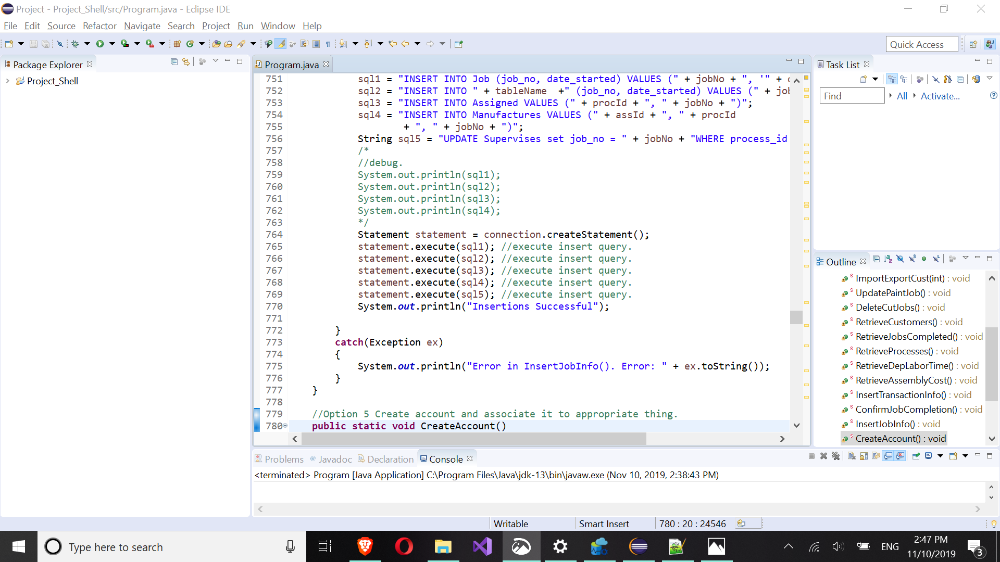 Project - Project_Shell/src/Program.java - Eclipse IDE
File Edit Source Refactor Navigate Search Project Run Window Help
Quick Access
Package Explorer
Project_Shell
Program.java
751 sql1 = "INSERT INTO Job (job_no, date_started) VALUES (" + jobNo + ", '" +
752 sql2 = "INSERT INTO " + tableName  +" (job_no, date_started) VALUES (" + job
753 sql3 = "INSERT INTO Assigned VALUES (" + procId + ", " + jobNo + ")";
754 sql4 = "INSERT INTO Manufactures VALUES (" + assId + ", " + procId
755 + ", " + jobNo + ")";
756 String sql5 = "UPDATE Supervises set job_no = " + jobNo + "WHERE process_id
757 /*
758 //debug.
759 System.out.println(sql1);
760 System.out.println(sql2);
761 System.out.println(sql3);
762 System.out.println(sql4);
763 */
764 Statement statement = connection.createStatement();
765 statement.execute(sql1); //execute insert query.
766 statement.execute(sql2); //execute insert query.
767 statement.execute(sql3); //execute insert query.
768 statement.execute(sql4); //execute insert query.
769 statement.execute(sql5); //execute insert query.
770 System.out.println("Insertions Successful");
771
772 }
773 catch(Exception ex)
774 {
775 System.out.println("Error in InsertJobInfo(). Error: " + ex.toString());
776 }
777 }
778
779 //Option 5 Create account and associate it to appropriate thing.
780 public static void CreateAccount()
Task List
Find All Activate...
Outline
ImportExportCust(int) : void
UpdatePaintJob() : void
DeleteCutJobs() : void
RetrieveCustomers() : void
RetrieveJobsCompleted() : void
RetrieveProcesses() : void
RetrieveDepLaborTime() : void
RetrieveAssemblyCost() : void
InsertTransactionInfo() : void
ConfirmJobCompletion() : void
InsertJobInfo() : void
CreateAccount() : void
Problems @ Javadoc Declaration Console
<terminated> Program [Java Application] C:\Program Files\Java\jdk-13\bin\javaw.exe (Nov 10, 2019, 2:38:43 PM)
Writable Smart Insert 780 : 20 : 24546
Type here to search
ENG
2:47 PM
11/10/2019
3